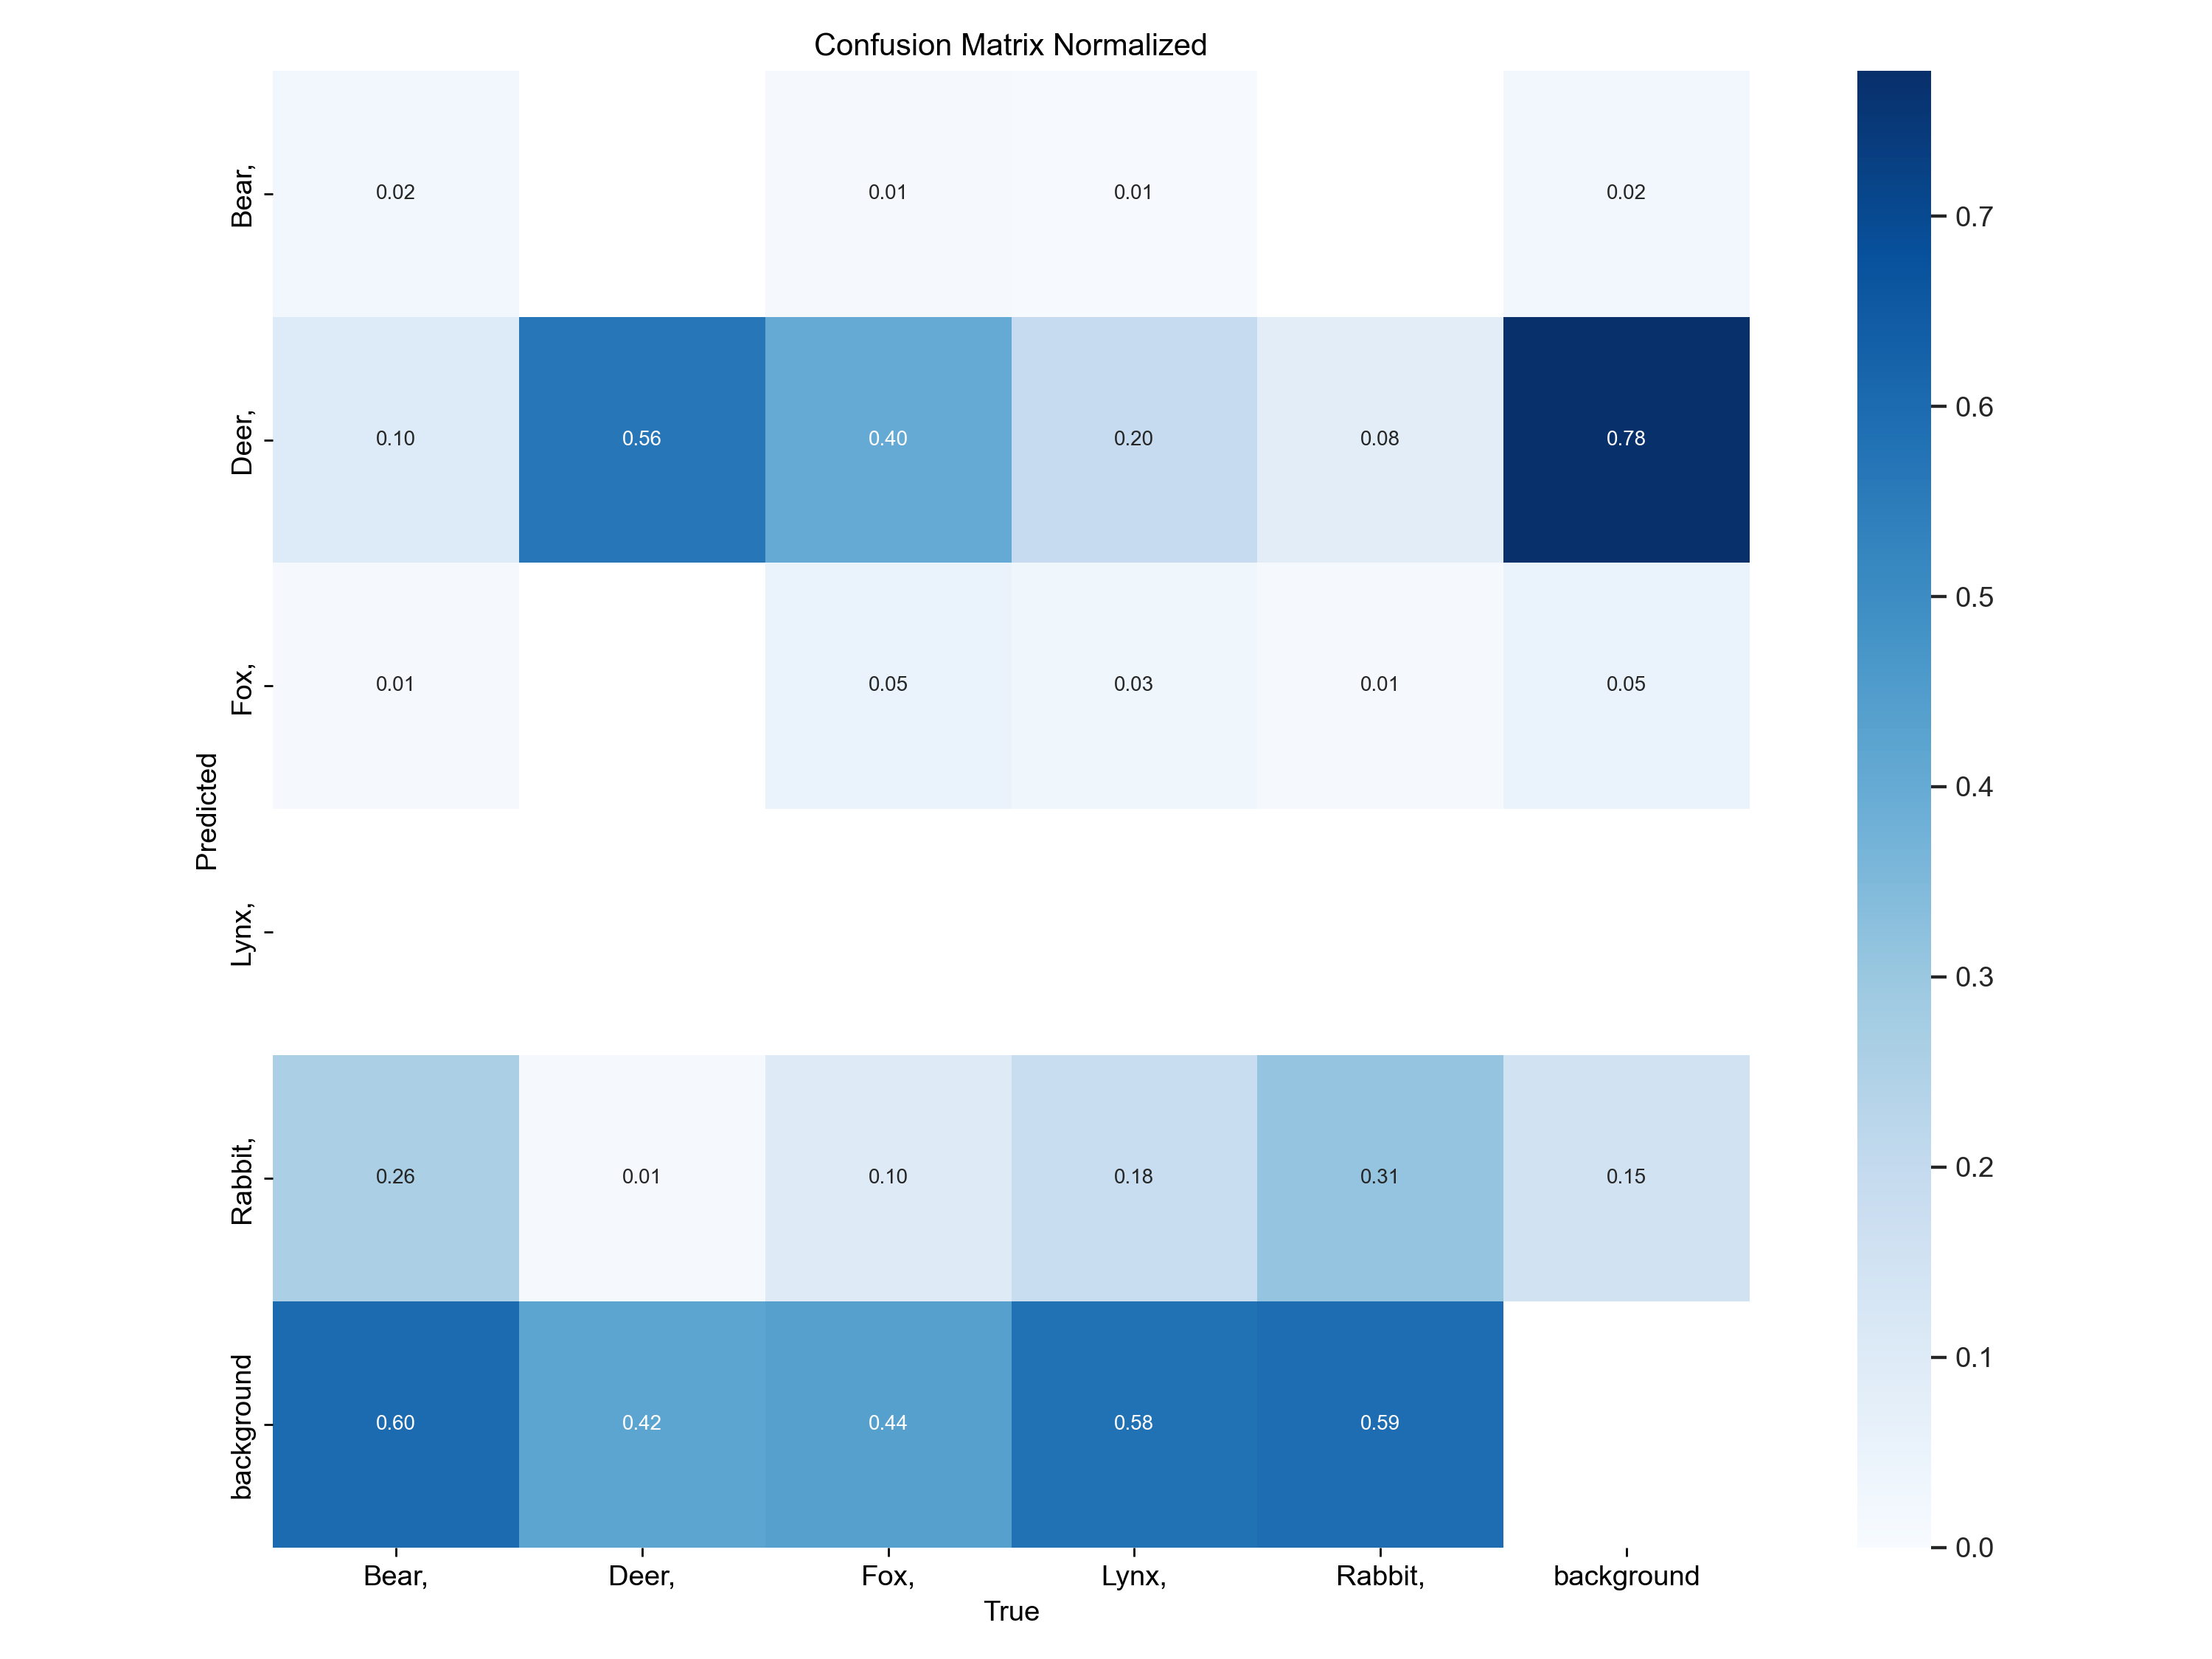 Confusion Matrix Normalized
Bear,
0.02
0.01
0.01
0.02
Deer,
0.10
0.56
0.40
0.20
0.08
0.78
Fox,
0.01
0.05
0.03
0.01
0.05
Lynx,
Rabbit,
0.26
0.01
0.10
0.18
0.31
0.15
background
0.60
0.42
0.44
0.58
0.59
Predicted
Bear,
Deer,
Fox,
Lynx,
Rabbit,
background
True
0.7
0.6
0.5
0.4
0.3
0.2
0.1
0.0